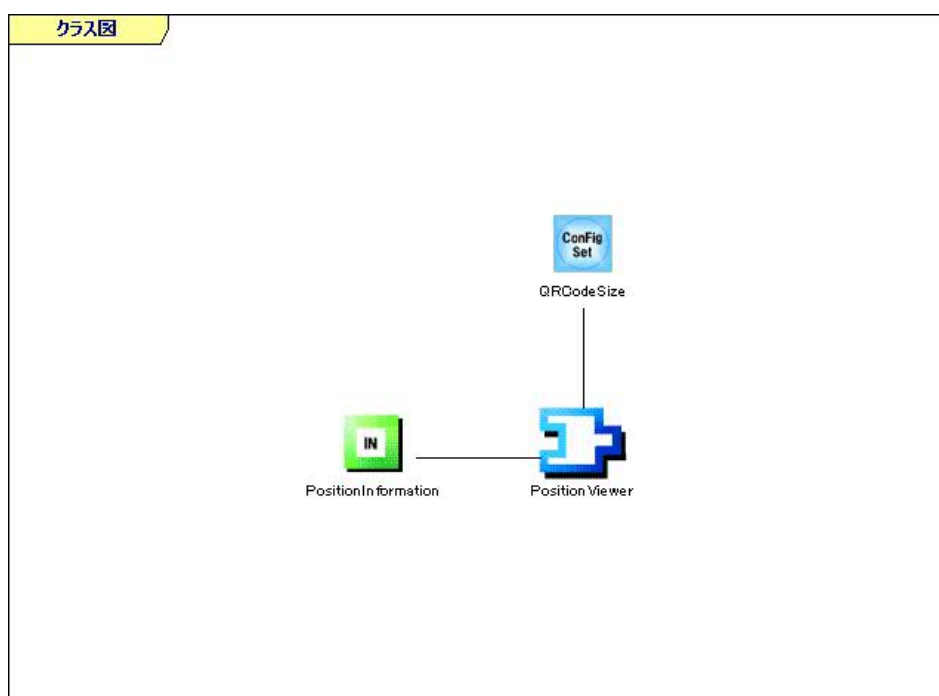 クラス図
ConFig
Set
QRCodeSize
IN
PositionInformation
PositionViewer